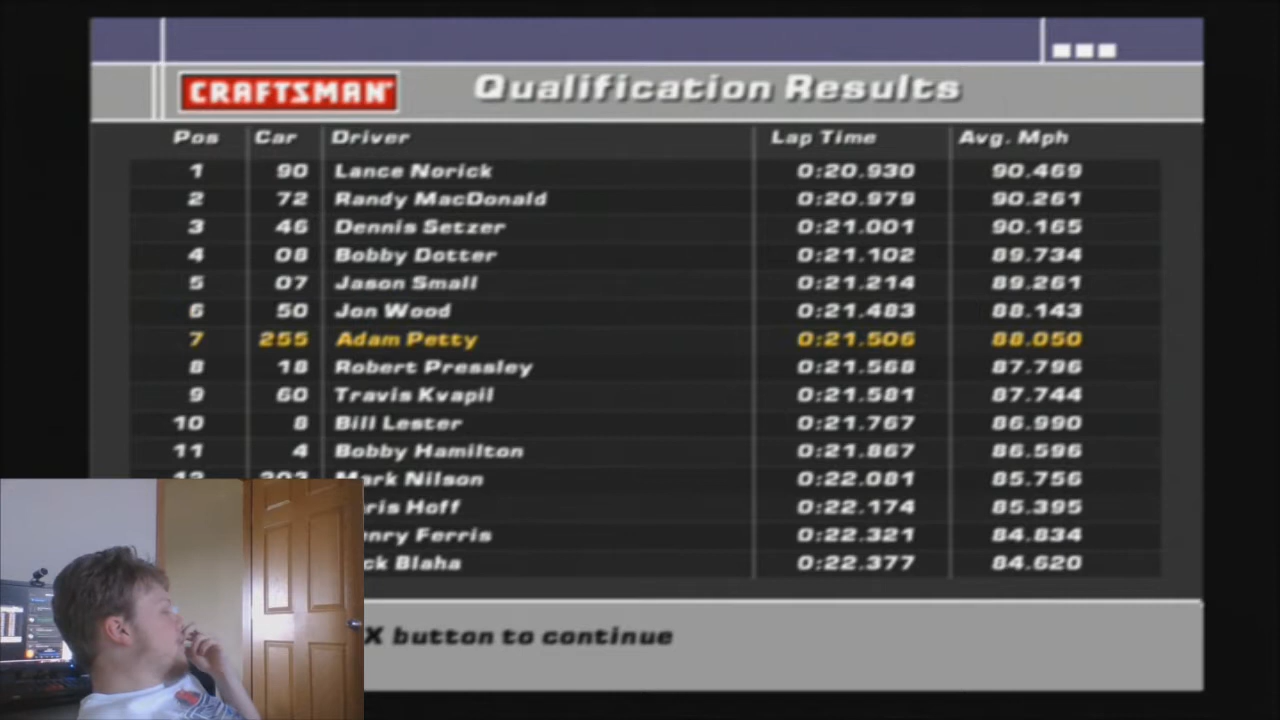 CRAFTSMAN Qualification Results
Pos Car Driver Lap Time Avg. Mph
1 90 Lance Norick 0:20.930 90.469
2 72 Randy MacDonald 0:20.979 90.261
3 46 Dennis Setzer 0:21.001 90.165
4 08 Bobby Dotter 0:21.102 89.734
5 07 Jason Small 0:21.214 89.261
6 50 Jon Wood 0:21.483 88.143
7 255 Adam Petty 0:21.506 88.050
8 18 Robert Pressley 0:21.568 87.796
9 60 Travis Kvapil 0:21.581 87.744
10 8 Bill Lester 0:21.767 86.990
11 4 Bobby Hamilton 0:21.867 86.596
Nilson 0:22.081 85.756
Hoff 0:22.174 85.395
Ferris 0:22.321 84.834
Blaha 0:22.377 84.620
X button to continue